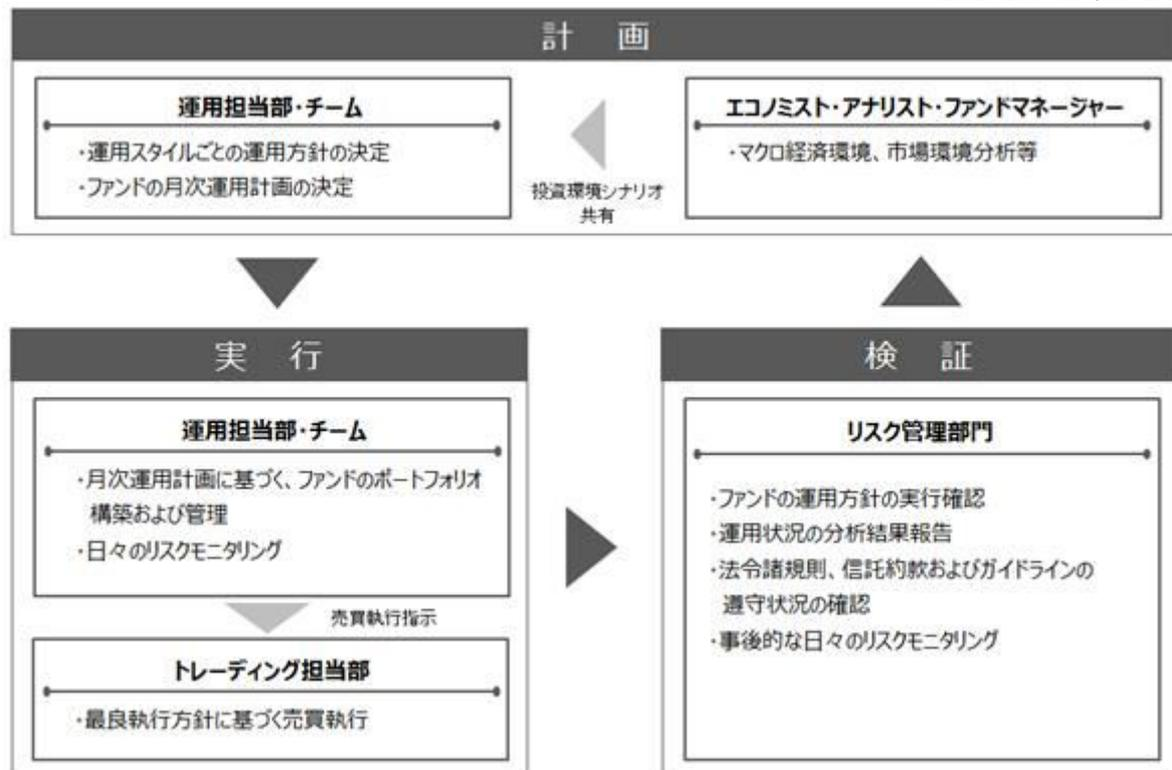 計 画
運用担当部・チーム
・運用スタイルごとの運用方針の決定
・ファンドの月次運用計画の決定
投資環境シナリオ
共有
エコノミスト・アナリスト・ファンドマネージャー
・マクロ経済環境、市場環境分析等
実 行
運用担当部・チーム
・月次運用計画に基づく、ファンドのポートフォリオ
構築および管理
・日々のリスクモニタリング
売買執行指示
トレーディング担当部
・最良執行方針に基づく売買執行
検 証
リスク管理部門
・ファンドの運用方針の実行確認
・運用状況の分析結果報告
・法令諸規則、信託約款およびガイドラインの
遵守状況の確認
・事後的な日々のリスクモニタリング